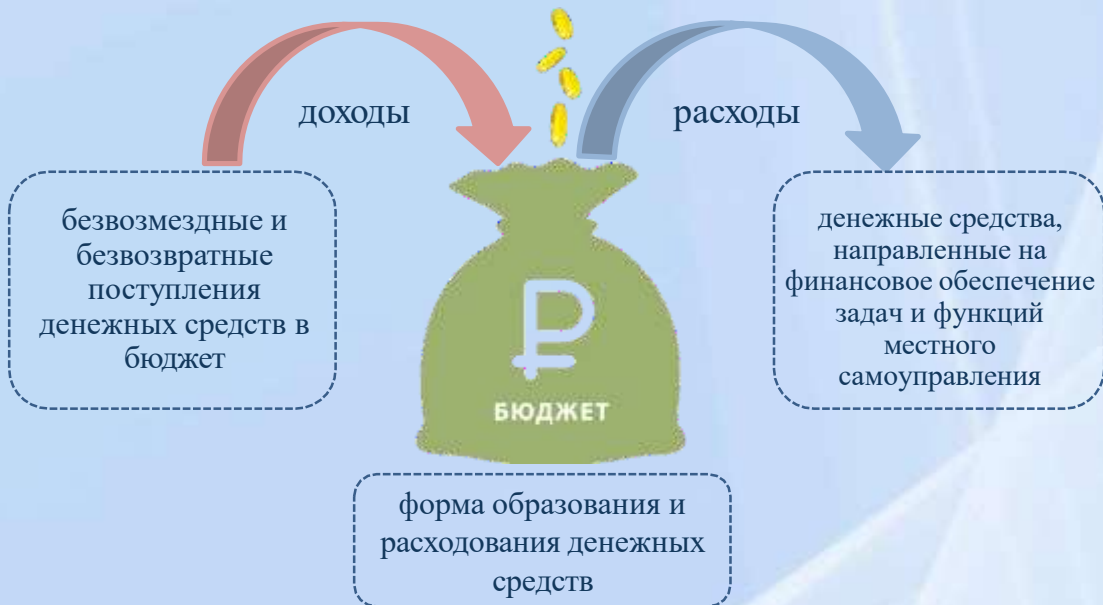 доходы
расходы
безвозмездные и
безвозвратные
поступления
денежных средств в
бюджет
денежные средства,
направленные на
финансовое обеспечение
задач и функций
местного
самоуправления
₽
БЮДЖЕТ
форма образования и
расходования денежных
средств